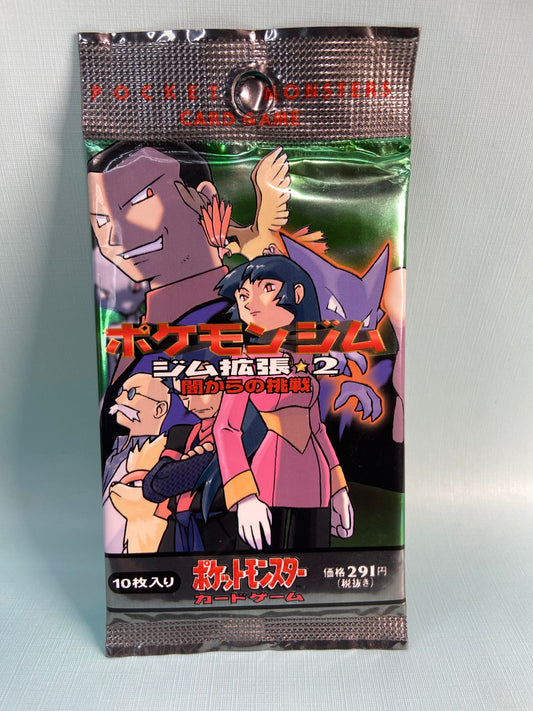 POCKET MONSTERS
CARD GAME
ポケモンジム
ジム拡張★2
闇からの挑戦
10枚入り
ポケットモンスター
カードゲーム
価格291円
(税抜き)